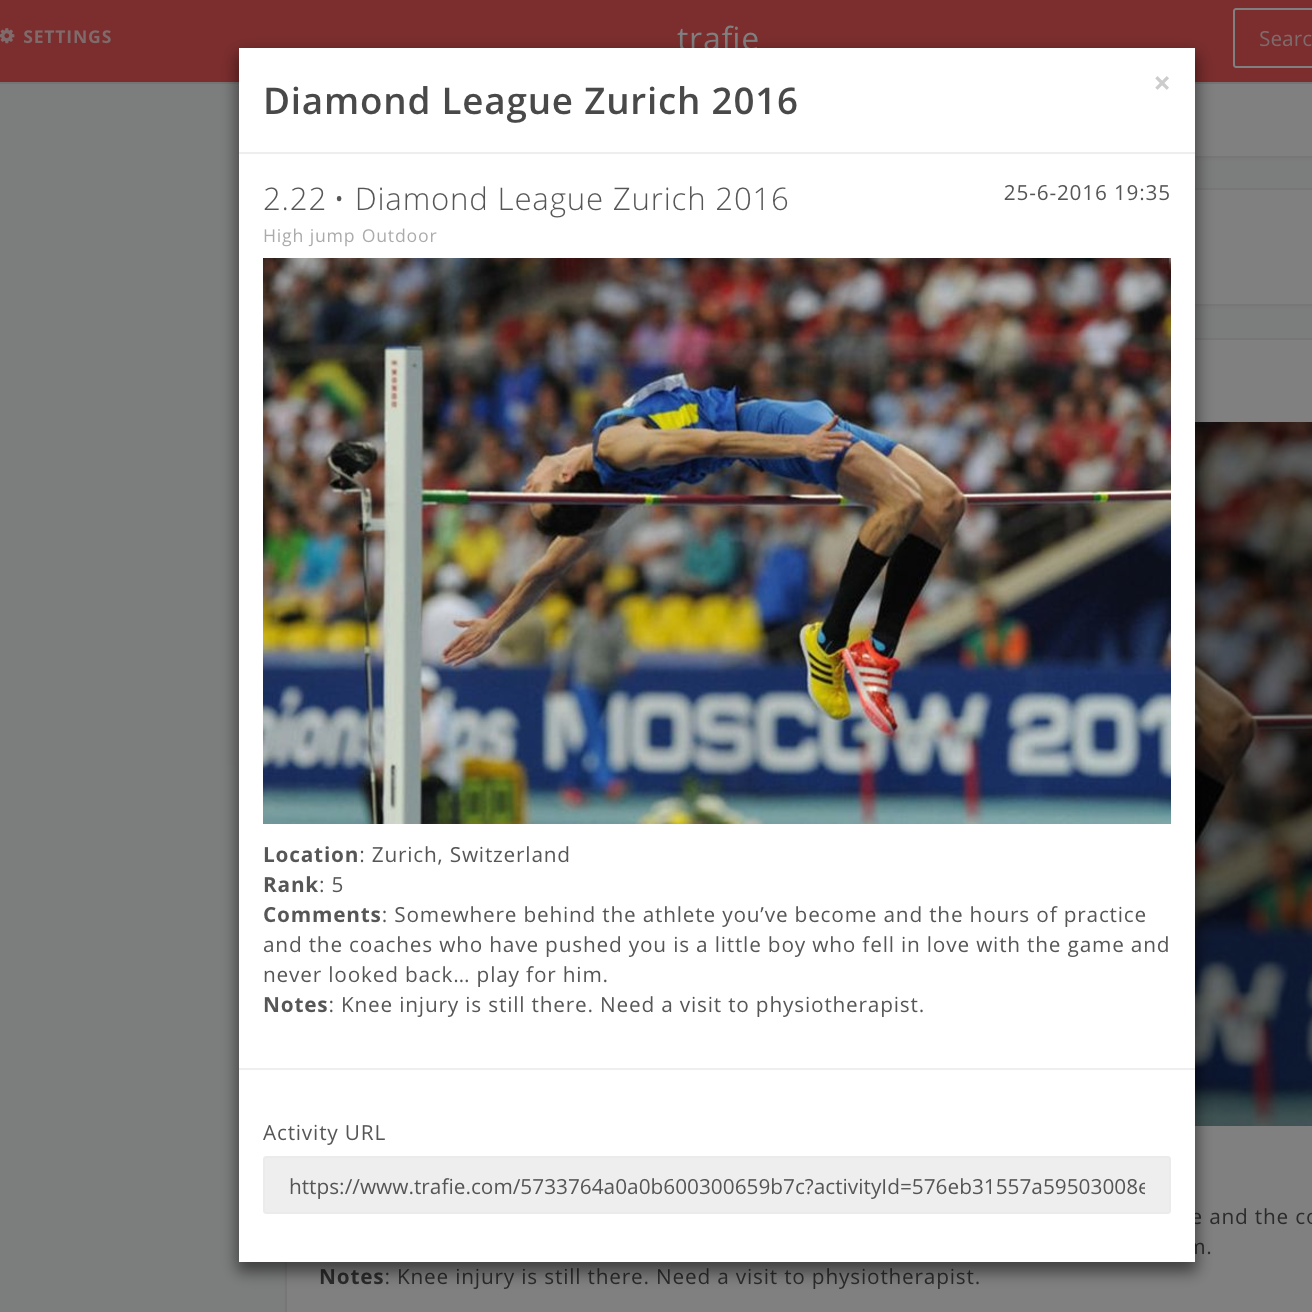 SETTINGS
trafie
Searc
Diamond League Zurich 2016
×
2.22 • Diamond League Zurich 2016
25-6-2016 19:35
High jump Outdoor
MOSCOW 201
Location: Zurich, Switzerland
Rank: 5
Comments: Somewhere behind the athlete you’ve become and the hours of practice
and the coaches who have pushed you is a little boy who fell in love with the game and
never looked back… play for him.
Notes: Knee injury is still there. Need a visit to physiotherapist.
Activity URL
https://www.trafie.com/5733764a0a0b600300659b7c?activityId=576eb31557a59503008e
e and the co
m.
Notes: Knee injury is still there. Need a visit to physiotherapist.